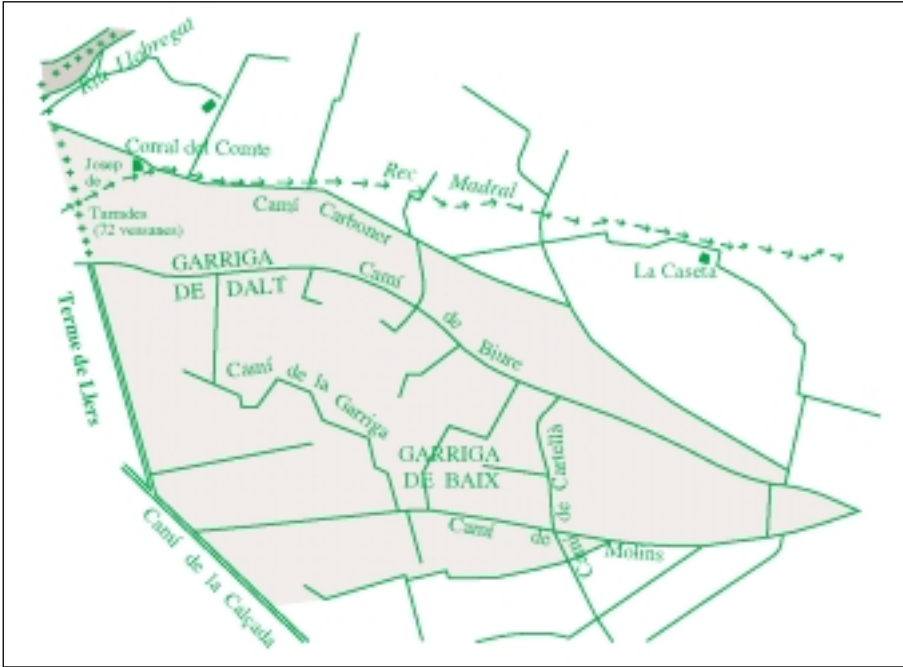 Riu Llobregat
Corral del Comte
Josep
de
Tarrades
(72 vessanes)
Rec Madral
Camí Carboner
GARRIGA
DE DALT
Camí de Biure
La Caseta
Terme de Llers
Camí de la Garriga
GARRIGA
DE BAIX
Camí de Cartellà
Camí de Molins
Camí de la Calçada